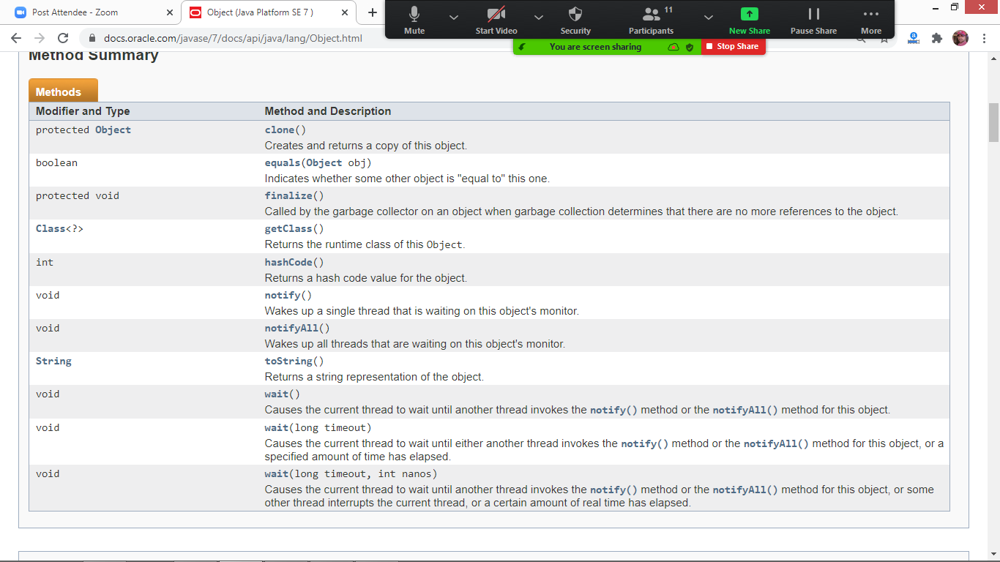 Post Attendee - Zoom
Object (Java Platform SE 7 )
docs.oracle.com/javase/7/docs/api/java/lang/Object.html
Mute
Start Video
Security
11
Participants
New Share
Pause Share
More
You are screen sharing
Stop Share
Method Summary
Methods
Modifier and Type Method and Description
protected Object clone()
Creates and returns a copy of this object.
boolean equals(Object obj)
Indicates whether some other object is "equal to" this one.
protected void finalize()
Called by the garbage collector on an object when garbage collection determines that there are no more references to the object.
Class<?> getClass()
Returns the runtime class of this Object.
int hashCode()
Returns a hash code value for the object.
void notify()
Wakes up a single thread that is waiting on this object's monitor.
void notifyAll()
Wakes up all threads that are waiting on this object's monitor.
String toString()
Returns a string representation of the object.
void wait()
Causes the current thread to wait until another thread invokes the notify() method or the notifyAll() method for this object.
void wait(long timeout)
Causes the current thread to wait until either another thread invokes the notify() method or the notifyAll() method for this object, or a
specified amount of time has elapsed.
void wait(long timeout, int nanos)
Causes the current thread to wait until another thread invokes the notify() method or the notifyAll() method for this object, or some
other thread interrupts the current thread, or a certain amount of real time has elapsed.